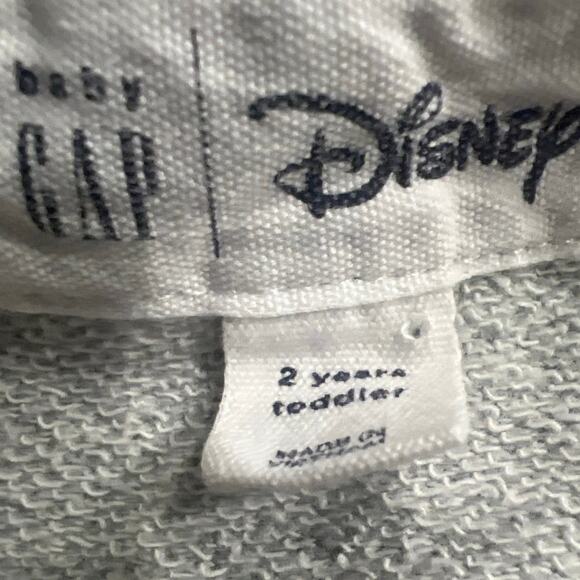 baby
GAP
Disney
2 years
toddler
MADE IN